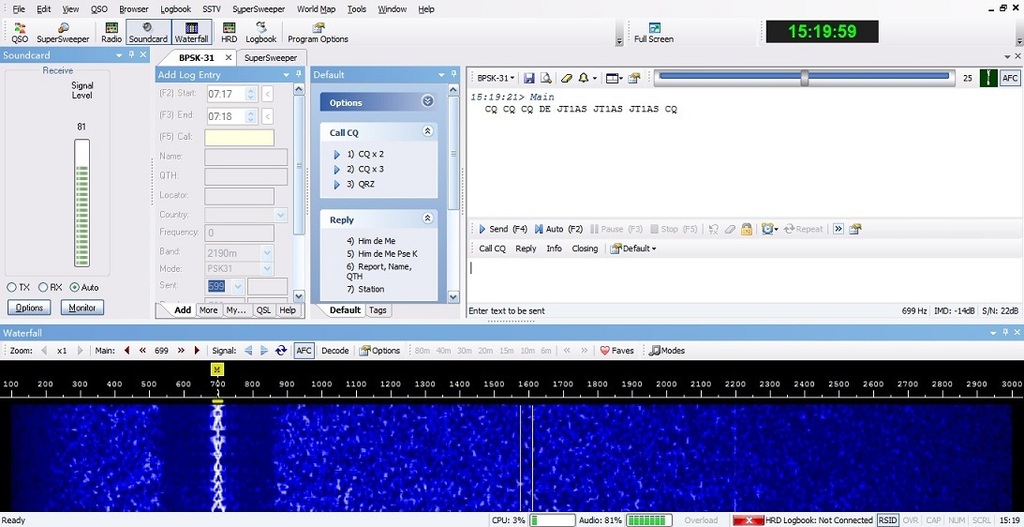 File Edit View QSO Browser Logbook SSTV SuperSweeper World Map Tools Window Help
QSO SuperSweeper Radio Soundcard Waterfall HRD Logbook Program Options Full Screen 15:19:59
Soundcard
Receive
Signal
Level
81
TX RX Auto
Options Monitor
BPSK-31 SuperSweeper
Add Log Entry
(F2) Start: 07:17 <
(F3) End: 07:18 <
(F5) Call:
Name:
QTH:
Locator:
Country:
Frequency: 0
Band: 2190m
Mode: PSK31
Sent: 599
Add More My... QSL Help
Default
Options
Call CQ
1) CQ x 2
2) CQ x 3
3) QRZ
Reply
4) Him de Me
5) Him de Me Pse K
6) Report, Name,
QTH
7) Station
Default Tags
BPSK-31 25 AFC
15:19:21> Main
CQ CQ CQ DE JT1AS JT1AS JT1AS CQ
Send (F4) Auto (F2) Pause (F3) Stop (F5) Repeat
Call CQ Reply Info Closing Default
Enter text to be sent 699 Hz IMD: -14dB S/N: 22dB
Waterfall
Zoom: x1 Main: 699 Signal: AFC Decode Options 80m 40m 30m 20m 15m 10m 6m Faves Modes
M
100 200 300 400 500 600 700 800 900 1000 1100 1200 1300 1400 1500 1600 1700 1800 1900 2000 2100 2200 2300 2400 2500 2600 2700 2800 2900 3000
Ready CPU: 3% Audio: 81% Overload HRD Logbook: Not Connected RSID OVR CAP NUM SCRL 15:19